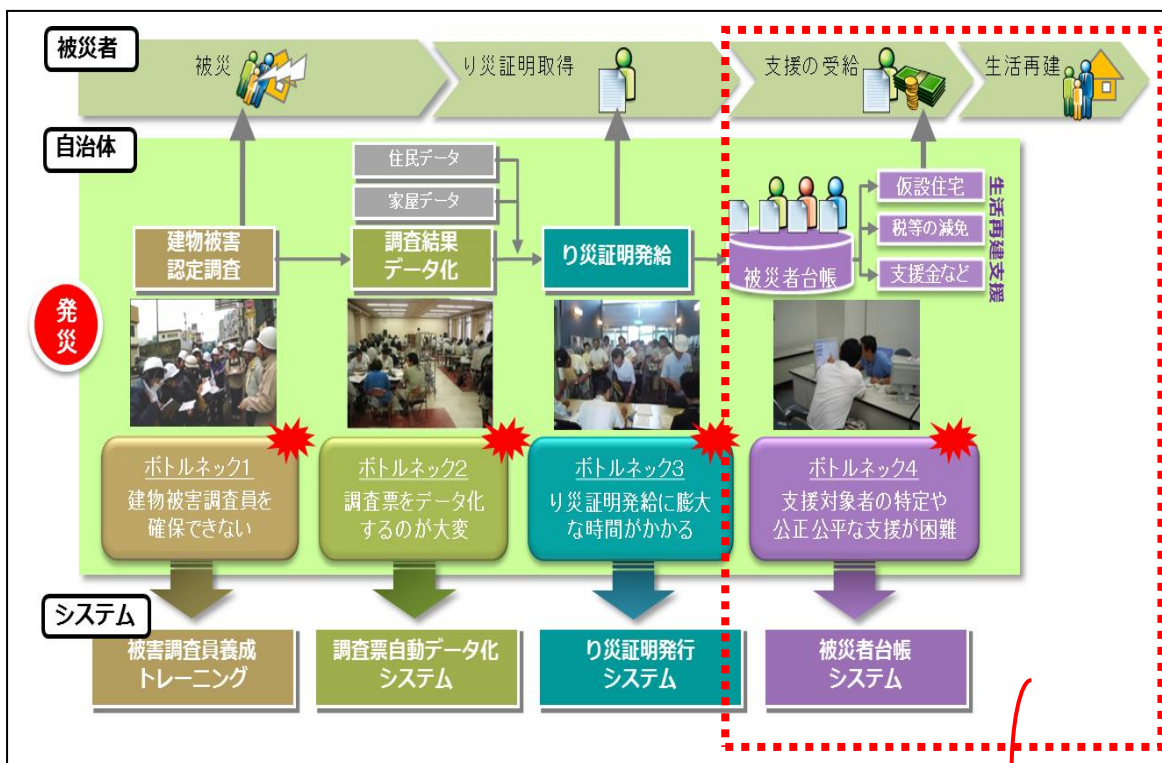 被災者
被災
り災証明取得
支援の受給
生活再建
自治体
住民データ
家屋データ
建物被害
認定調査
調査結果
データ化
り災証明発給
被災者台帳
仮設住宅
税等の減免
支援金など
生活再建支援
発災
ボトルネック1
建物被害調査員を
確保できない
ボトルネック2
調査票をデータ化
するのが大変
ボトルネック3
り災証明発給に膨大
な時間がかかる
ボトルネック4
支援対象者の特定や
公正公平な支援が困難
システム
被害調査員養成
トレーニング
調査票自動データ化
システム
り災証明発行
システム
被災者台帳
システム